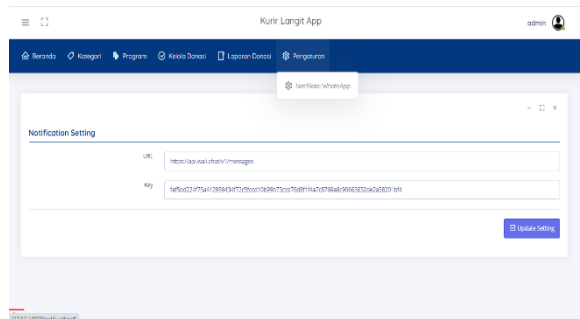 Kurir Langit App
admin
Beranda Kategori Program Kelola Donasi Laporan Donasi Pengaturan
Notifikasi WhatsApp
Notification Setting
URL
https://api.wali.chat/v1/messages
Key
Update Setting